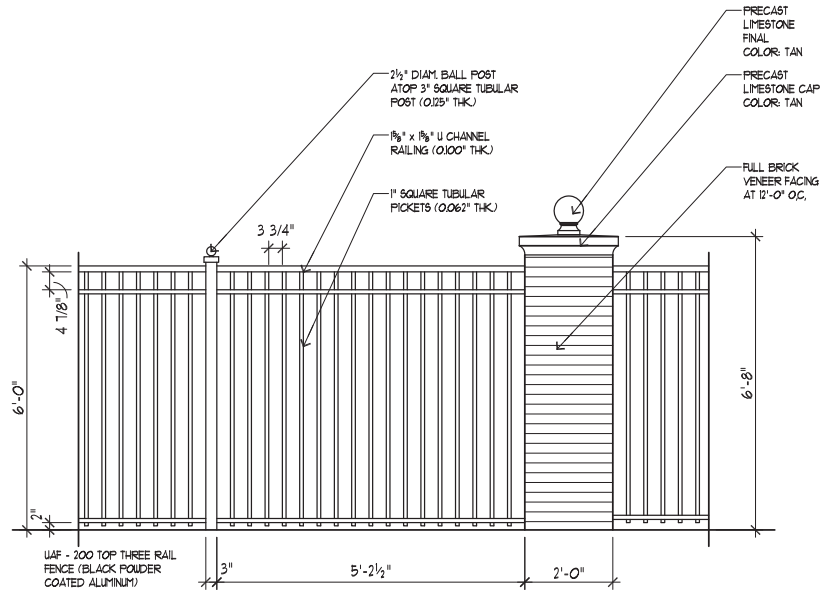 PRECAST
LIMESTONE
FINAL
COLOR: TAN
2½" DIAM. BALL POST
ATOP 3" SQUARE TUBULAR
POST (0.125" THK.)
PRECAST
LIMESTONE CAP
COLOR: TAN
1⅝" x 1⅝" U CHANNEL
RAILING (0.100" THK.)
FULL BRICK
VENEER FACING
AT 12'-0" O.C.
1" SQUARE TUBULAR
PICKETS (0.062" THK.)
3 3/4"
4 7/8"
6'-0"
6'-8"
2"
UAF - 200 TOP THREE RAIL
FENCE (BLACK POWDER
COATED ALUMINUM)
3"
5'-2½"
2'-0"